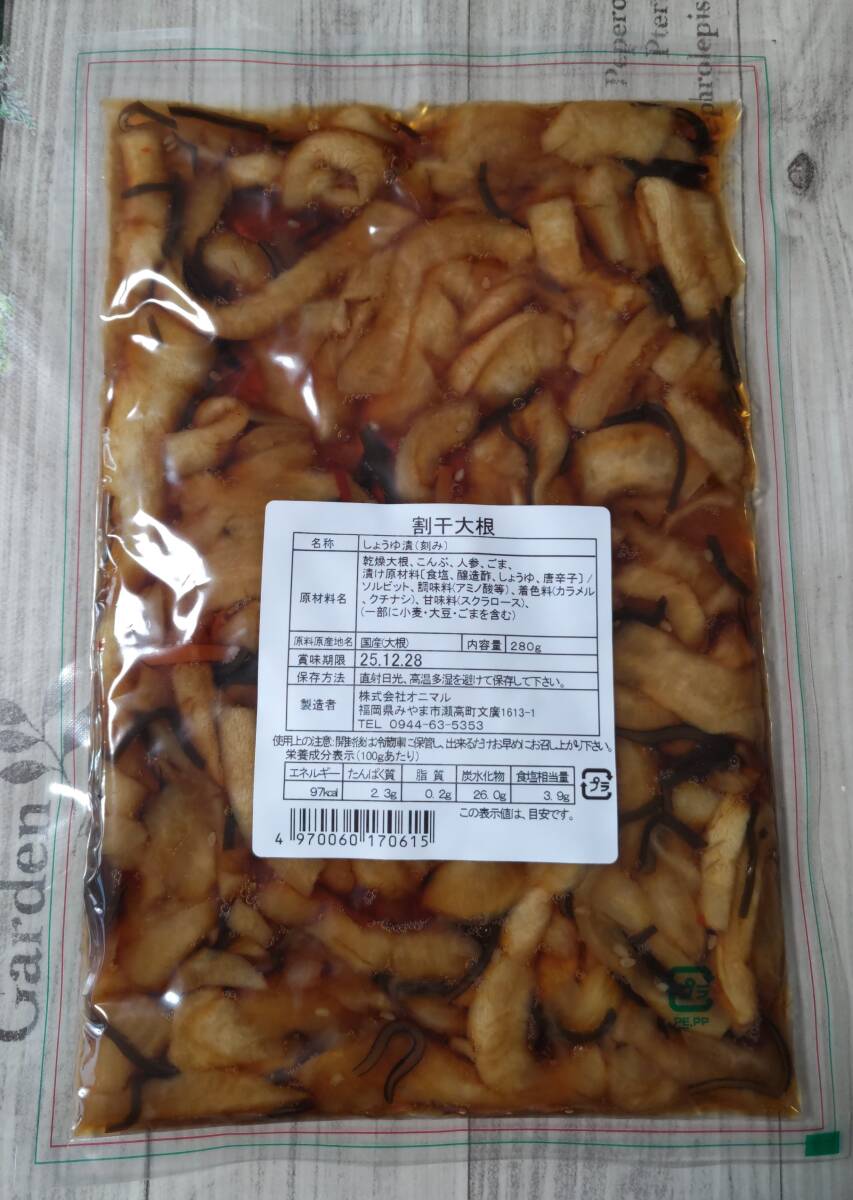 Pepero
Pter
phrolepis
割干大根
名称 しょうゆ漬(刻み)
原材料名 乾燥大根、こんぶ、人参、ごま、
漬け原材料[食塩、醸造酢、しょうゆ、唐辛子]/
ソルビット、調味料(アミノ酸等)、着色料(カラメル
、クチナシ)、甘味料(スクラロース)、
(一部に小麦・大豆・ごまを含む)
原料原産地名 国産(大根) 内容量 280g
賞味期限 25.12.28
保存方法 直射日光、高温多湿を避けて保存して下さい。
製造者 株式会社オニマル
福岡県みやま市瀬高町文廣1613-1
TEL 0944-63-5353
使用上の注意:開封後は冷蔵庫に保管し、出来るだけお早めにお召し上がり下さい。
栄養成分表示(100gあたり)
エネルギー たんぱく質 脂質 炭水化物 食塩相当量
97kcal 2.3g 0.2g 26.0g 3.9g
プラ
この表示値は、目安です。
4 970060 170615
Garden
プラ
PE,PP